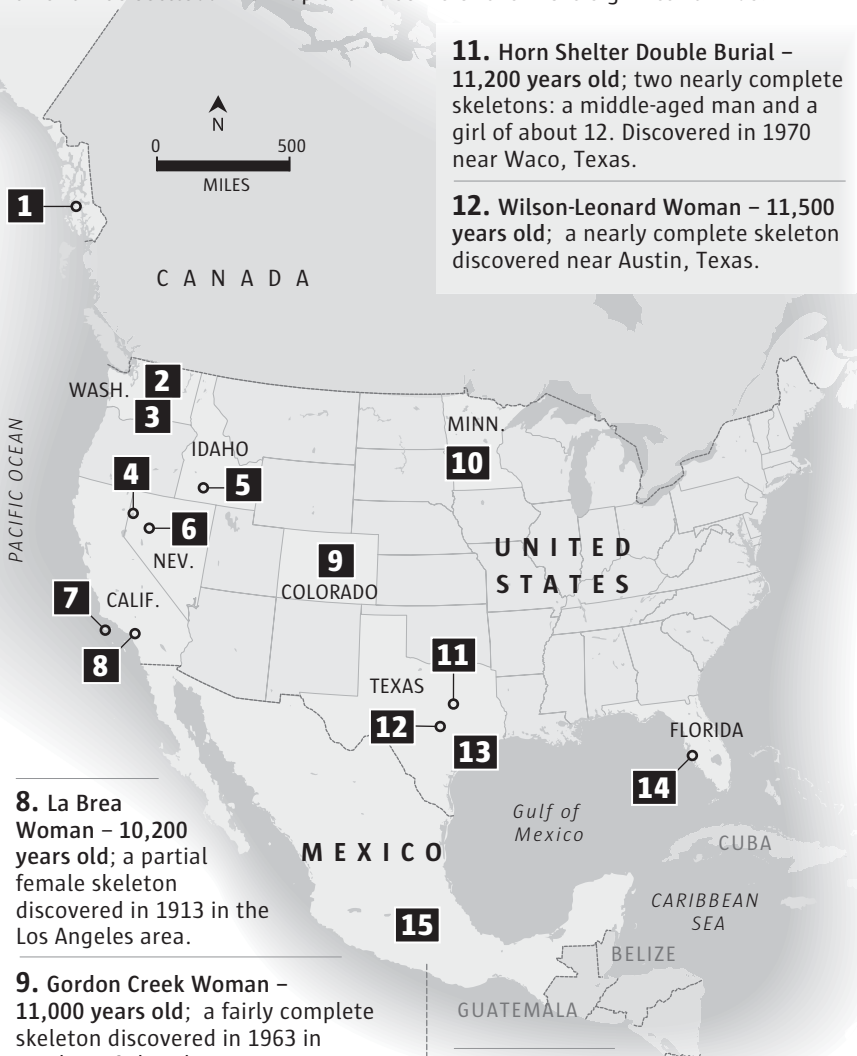 11. Horn Shelter Double Burial –
11,200 years old; two nearly complete
skeletons: a middle-aged man and a
girl of about 12. Discovered in 1970
near Waco, Texas.
12. Wilson-Leonard Woman – 11,500
years old; a nearly complete skeleton
discovered near Austin, Texas.
N
0 500
MILES
1
CANADA
WASH.
2
3
MINN.
10
IDAHO
4
5
6
NEV.
PACIFIC OCEAN
UNITED
STATES
9
COLORADO
7
CALIF.
8
11
TEXAS
12
13
FLORIDA
14
Gulf of
Mexico
MEXICO
CUBA
CARIBBEAN
SEA
15
BELIZE
GUATEMALA
8. La Brea
Woman – 10,200
years old; a partial
female skeleton
discovered in 1913 in the
Los Angeles area.
9. Gordon Creek Woman –
11,000 years old; a fairly complete
skeleton discovered in 1963 in